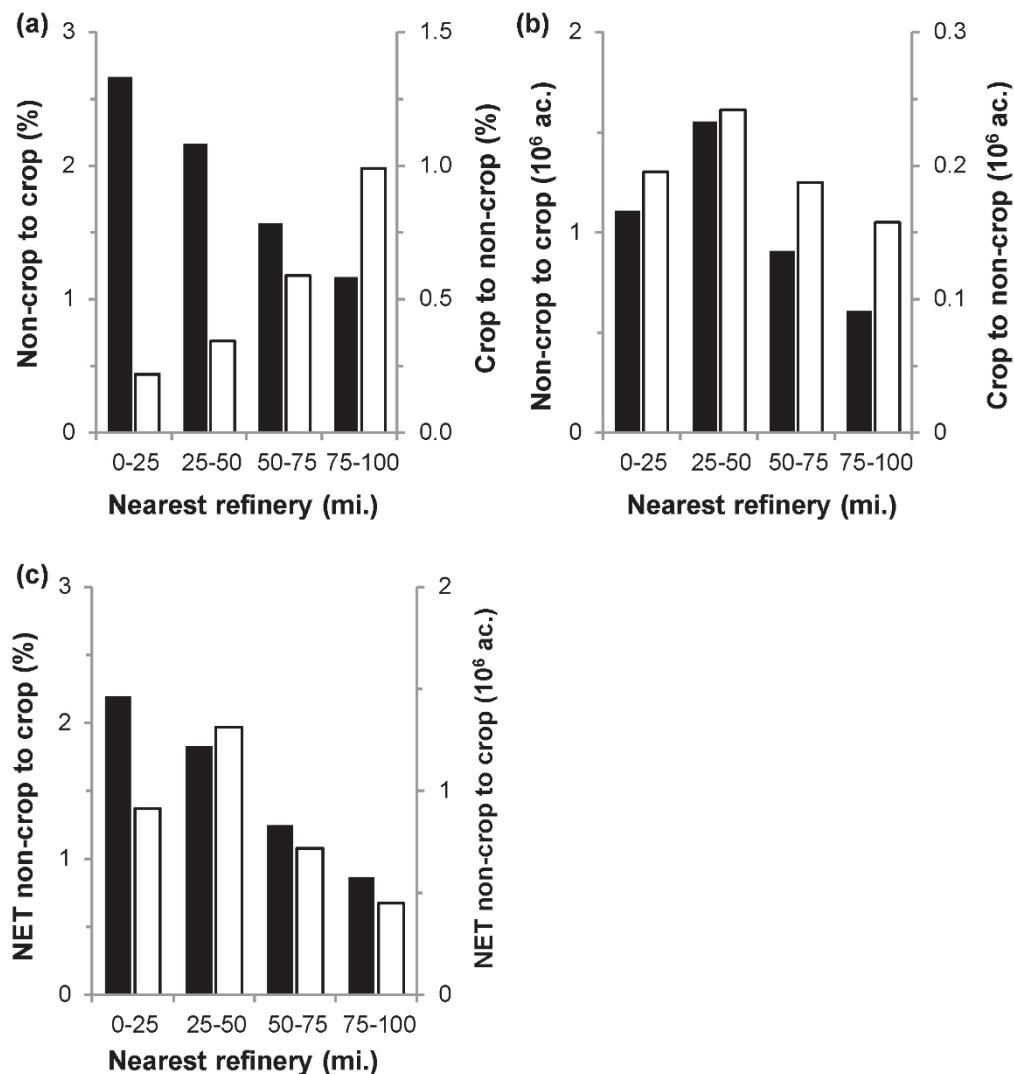 (a)
3
2
1
0
Non-crop to crop (%)
1.5
1.0
0.5
0.0
Crop to non-crop (%)
0-25 25-50 50-75 75-100
Nearest refinery (mi.)
(b)
2
1
0
Non-crop to crop (10⁶ ac.)
0.3
0.2
0.1
0
Crop to non-crop (10⁶ ac.)
0-25 25-50 50-75 75-100
Nearest refinery (mi.)
(c)
3
2
1
0
NET non-crop to crop (%)
2
1
0
NET non-crop to crop (10⁶ ac.)
0-25 25-50 50-75 75-100
Nearest refinery (mi.)